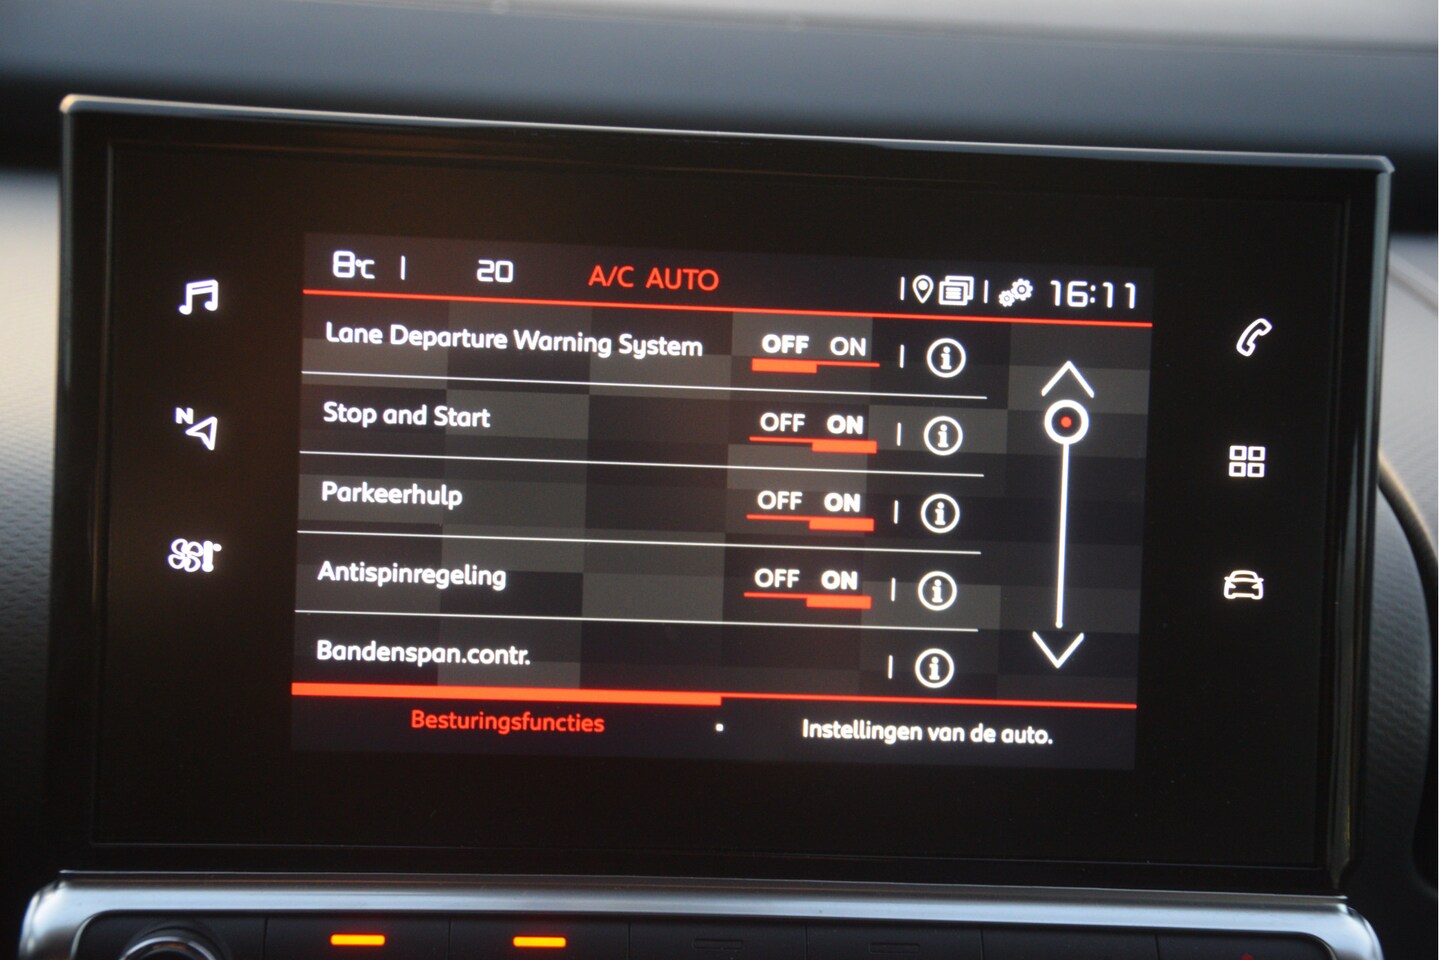 8°C | 20 A/C AUTO 16:11
Lane Departure Warning System OFF ON
Stop and Start OFF ON
Parkeerhulp OFF ON
Antispinregeling OFF ON
Bandenspan.contr.
Besturingsfuncties • Instellingen van de auto.
N